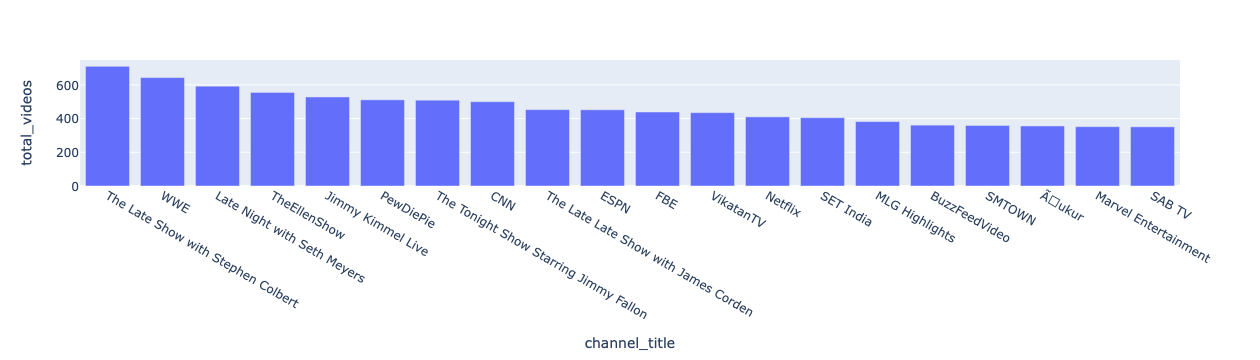 total_videos
600
400
200
0
The Late Show with Stephen Colbert
WWE
Late Night with Seth Meyers
TheEllenShow
Jimmy Kimmel Live
PewDiePie
The Tonight Show Starring Jimmy Fallon
CNN
The Late Late Show with James Corden
ESPN
FBE
VikatanTV
Netflix
SET India
MLG Highlights
BuzzFeedVideo
SMTOWN
Ã□ukur
Marvel Entertainment
SAB TV
channel_title